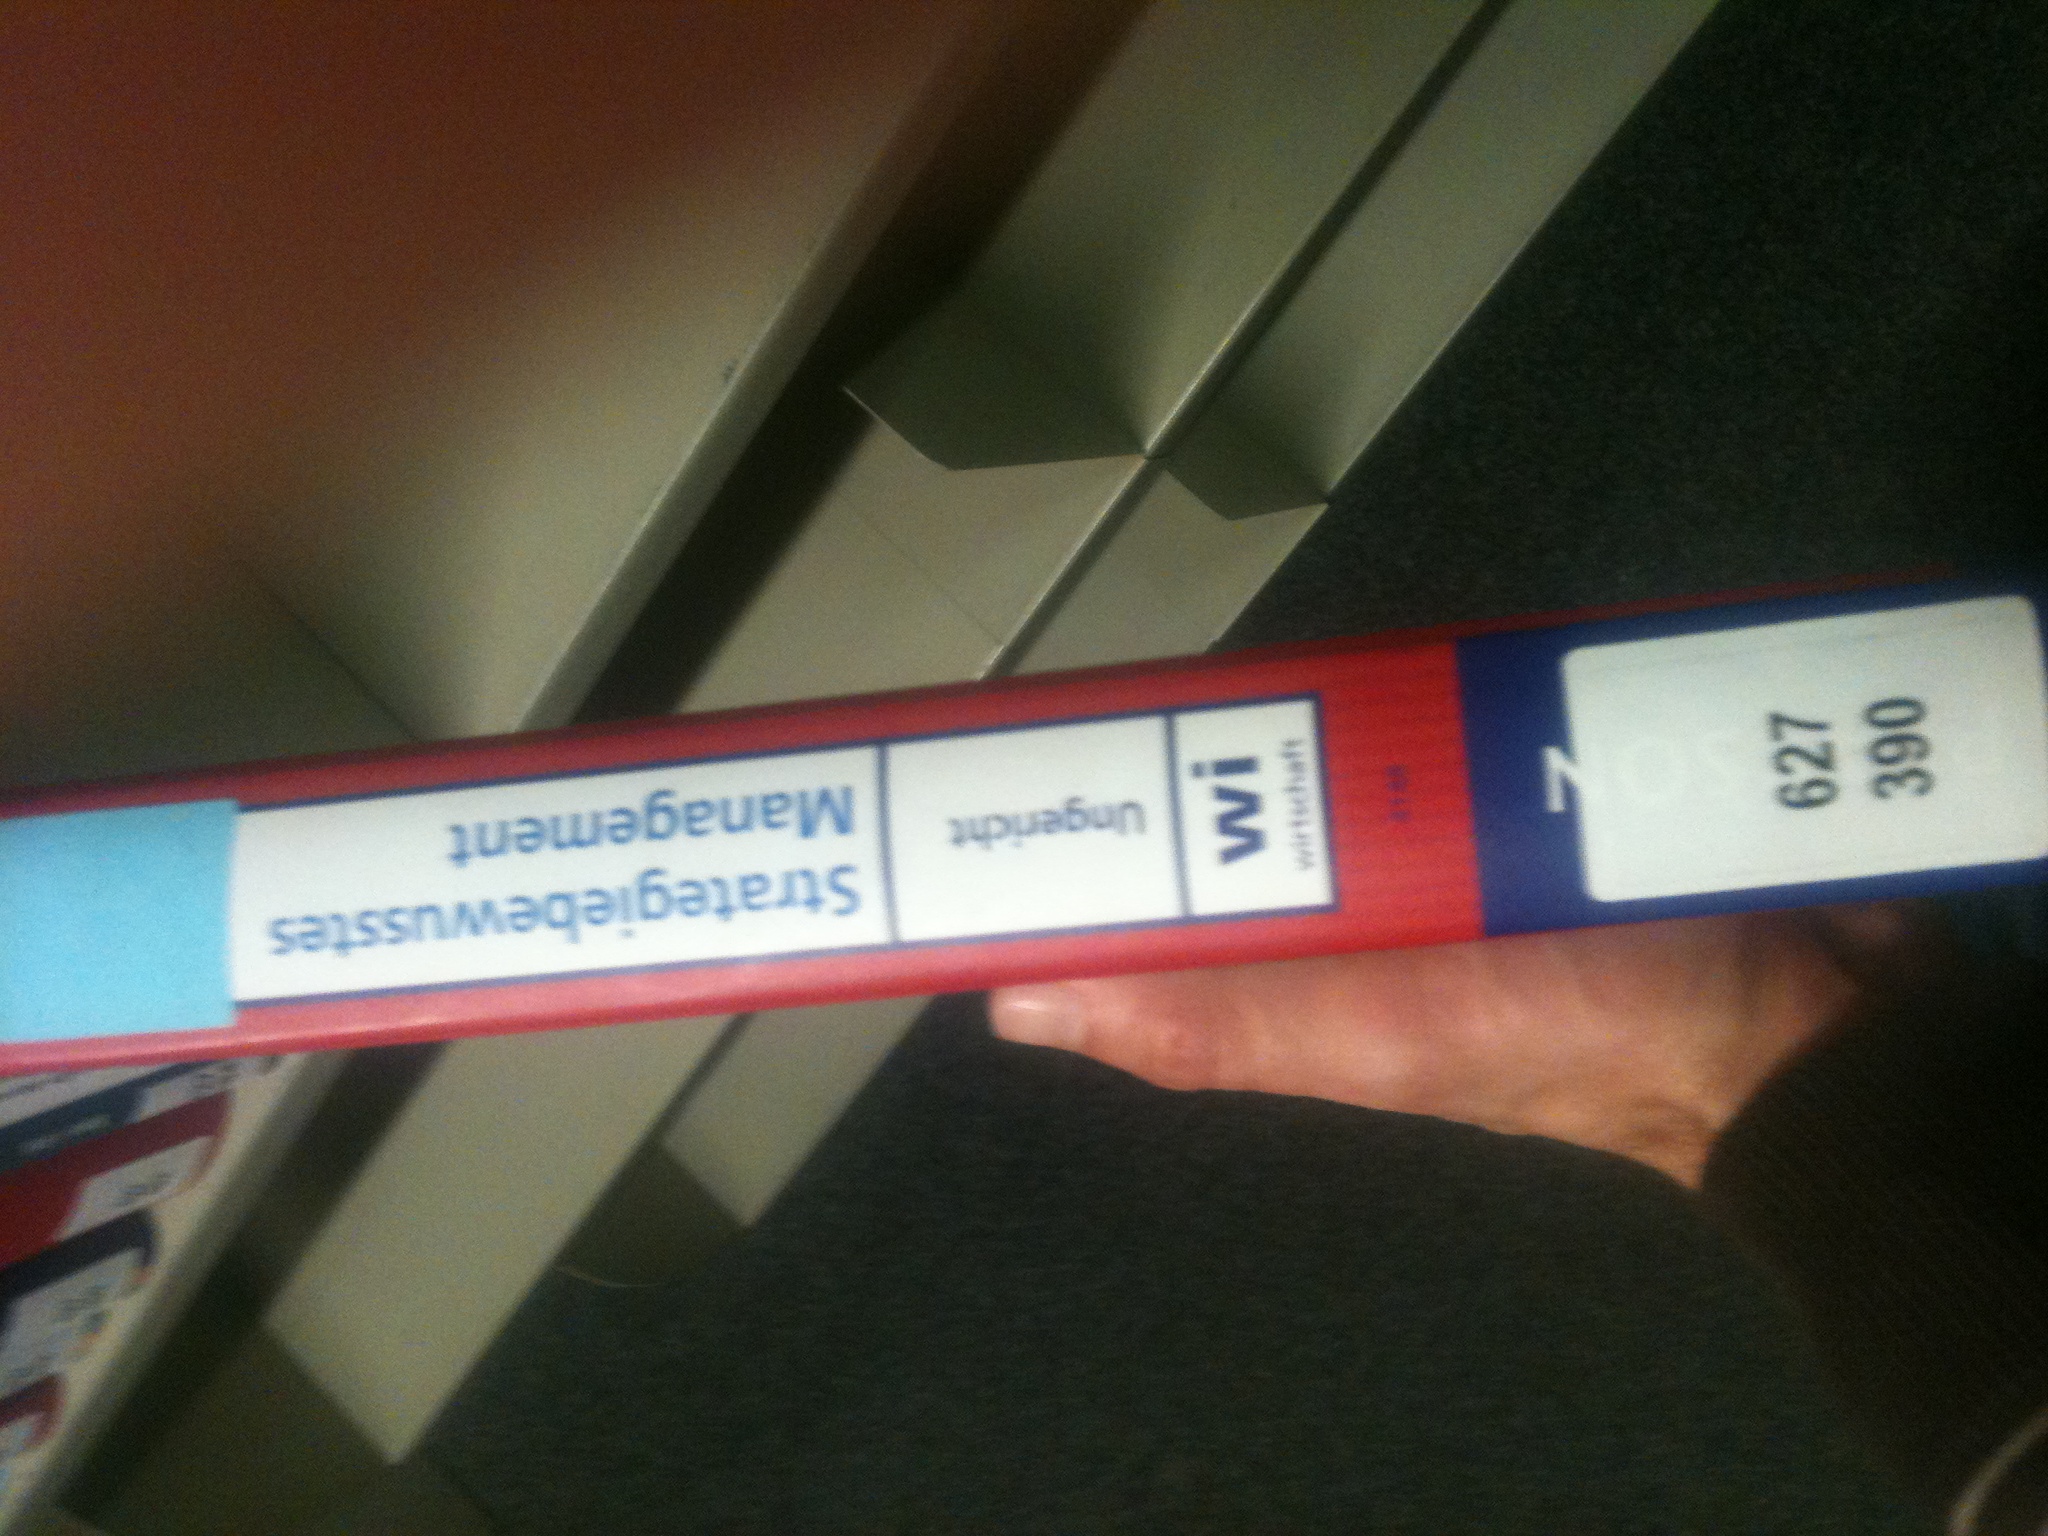 Strategiebewusstes
Management
Ungericht
wi
wirtschaft
627
390